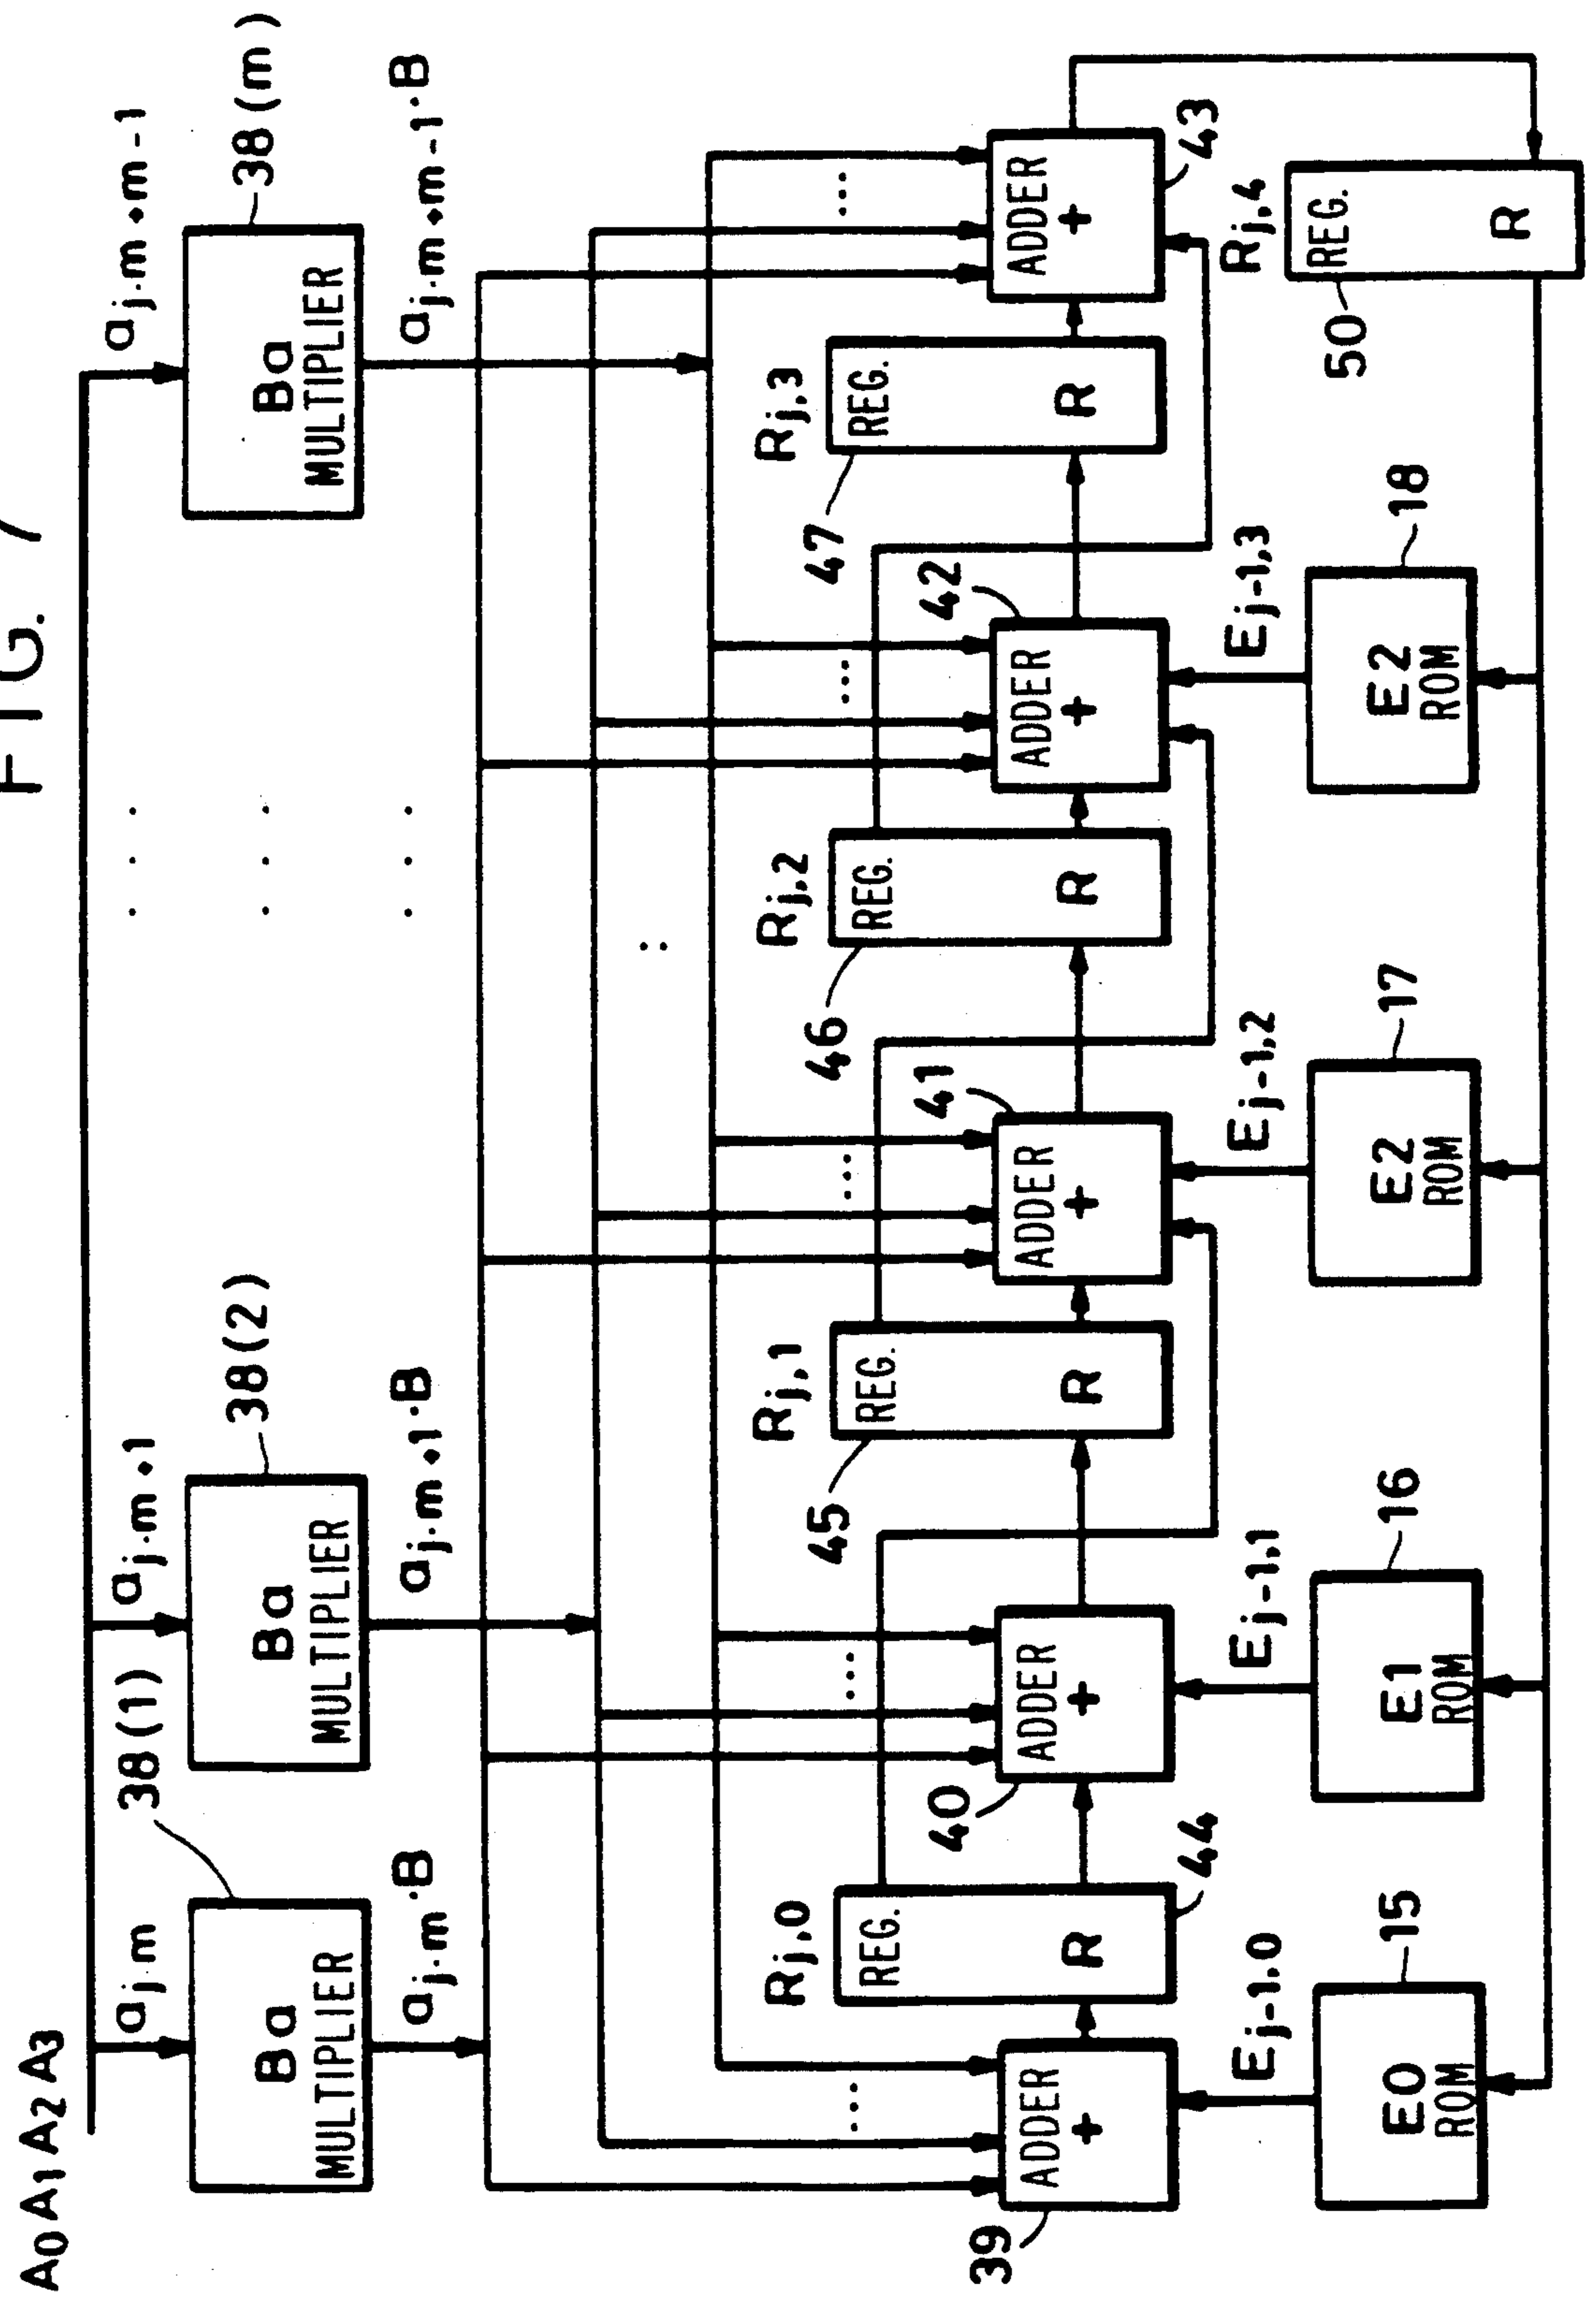 FIG. 7
A0 A1 A2 A3
aj m
aj·m+1
aj·m+m-1
38(1)
38(2)
38(m)
Ba
MULTIPLIER
Ba
MULTIPLIER
Ba
MULTIPLIER
aj·m·B
aj·m+1·B
aj·m+m-1·B
Rj,0
Rj,1
Rj,2
Rj,3
REG.
R
44
REG.
R
45
REG.
R
46
REG.
R
47
39
ADDER
+
40
ADDER
+
41
ADDER
+
42
ADDER
+
ADDER
+
43
Ej-1,0
Ej-1,1
Ej-1,2
Ej-1,3
Rj,4
E0
ROM
15
E1
ROM
16
E2
ROM
17
E2
ROM
18
50
REG.
R